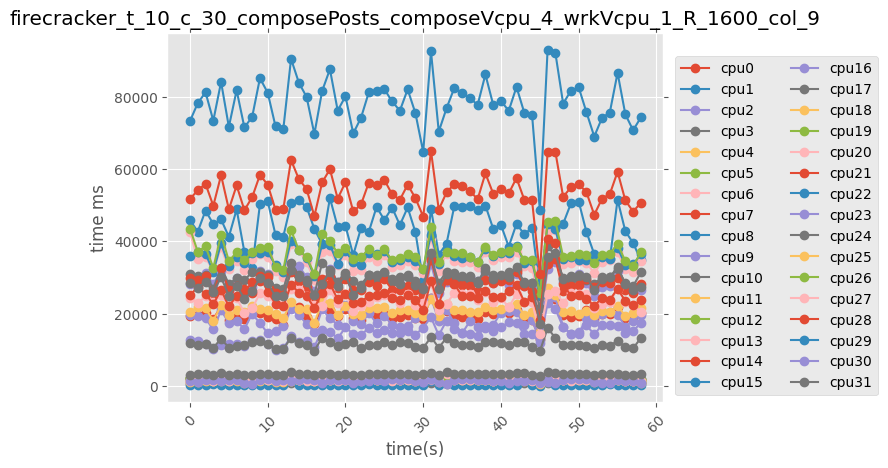 firecracker_t_10_c_30_composePosts_composeVcpu_4_wrkVcpu_1_R_1600_col_9
time ms
80000
60000
40000
20000
0
0
10
20
30
40
50
60
time(s)
cpu0
cpu1
cpu2
cpu3
cpu4
cpu5
cpu6
cpu7
cpu8
cpu9
cpu10
cpu11
cpu12
cpu13
cpu14
cpu15
cpu16
cpu17
cpu18
cpu19
cpu20
cpu21
cpu22
cpu23
cpu24
cpu25
cpu26
cpu27
cpu28
cpu29
cpu30
cpu31